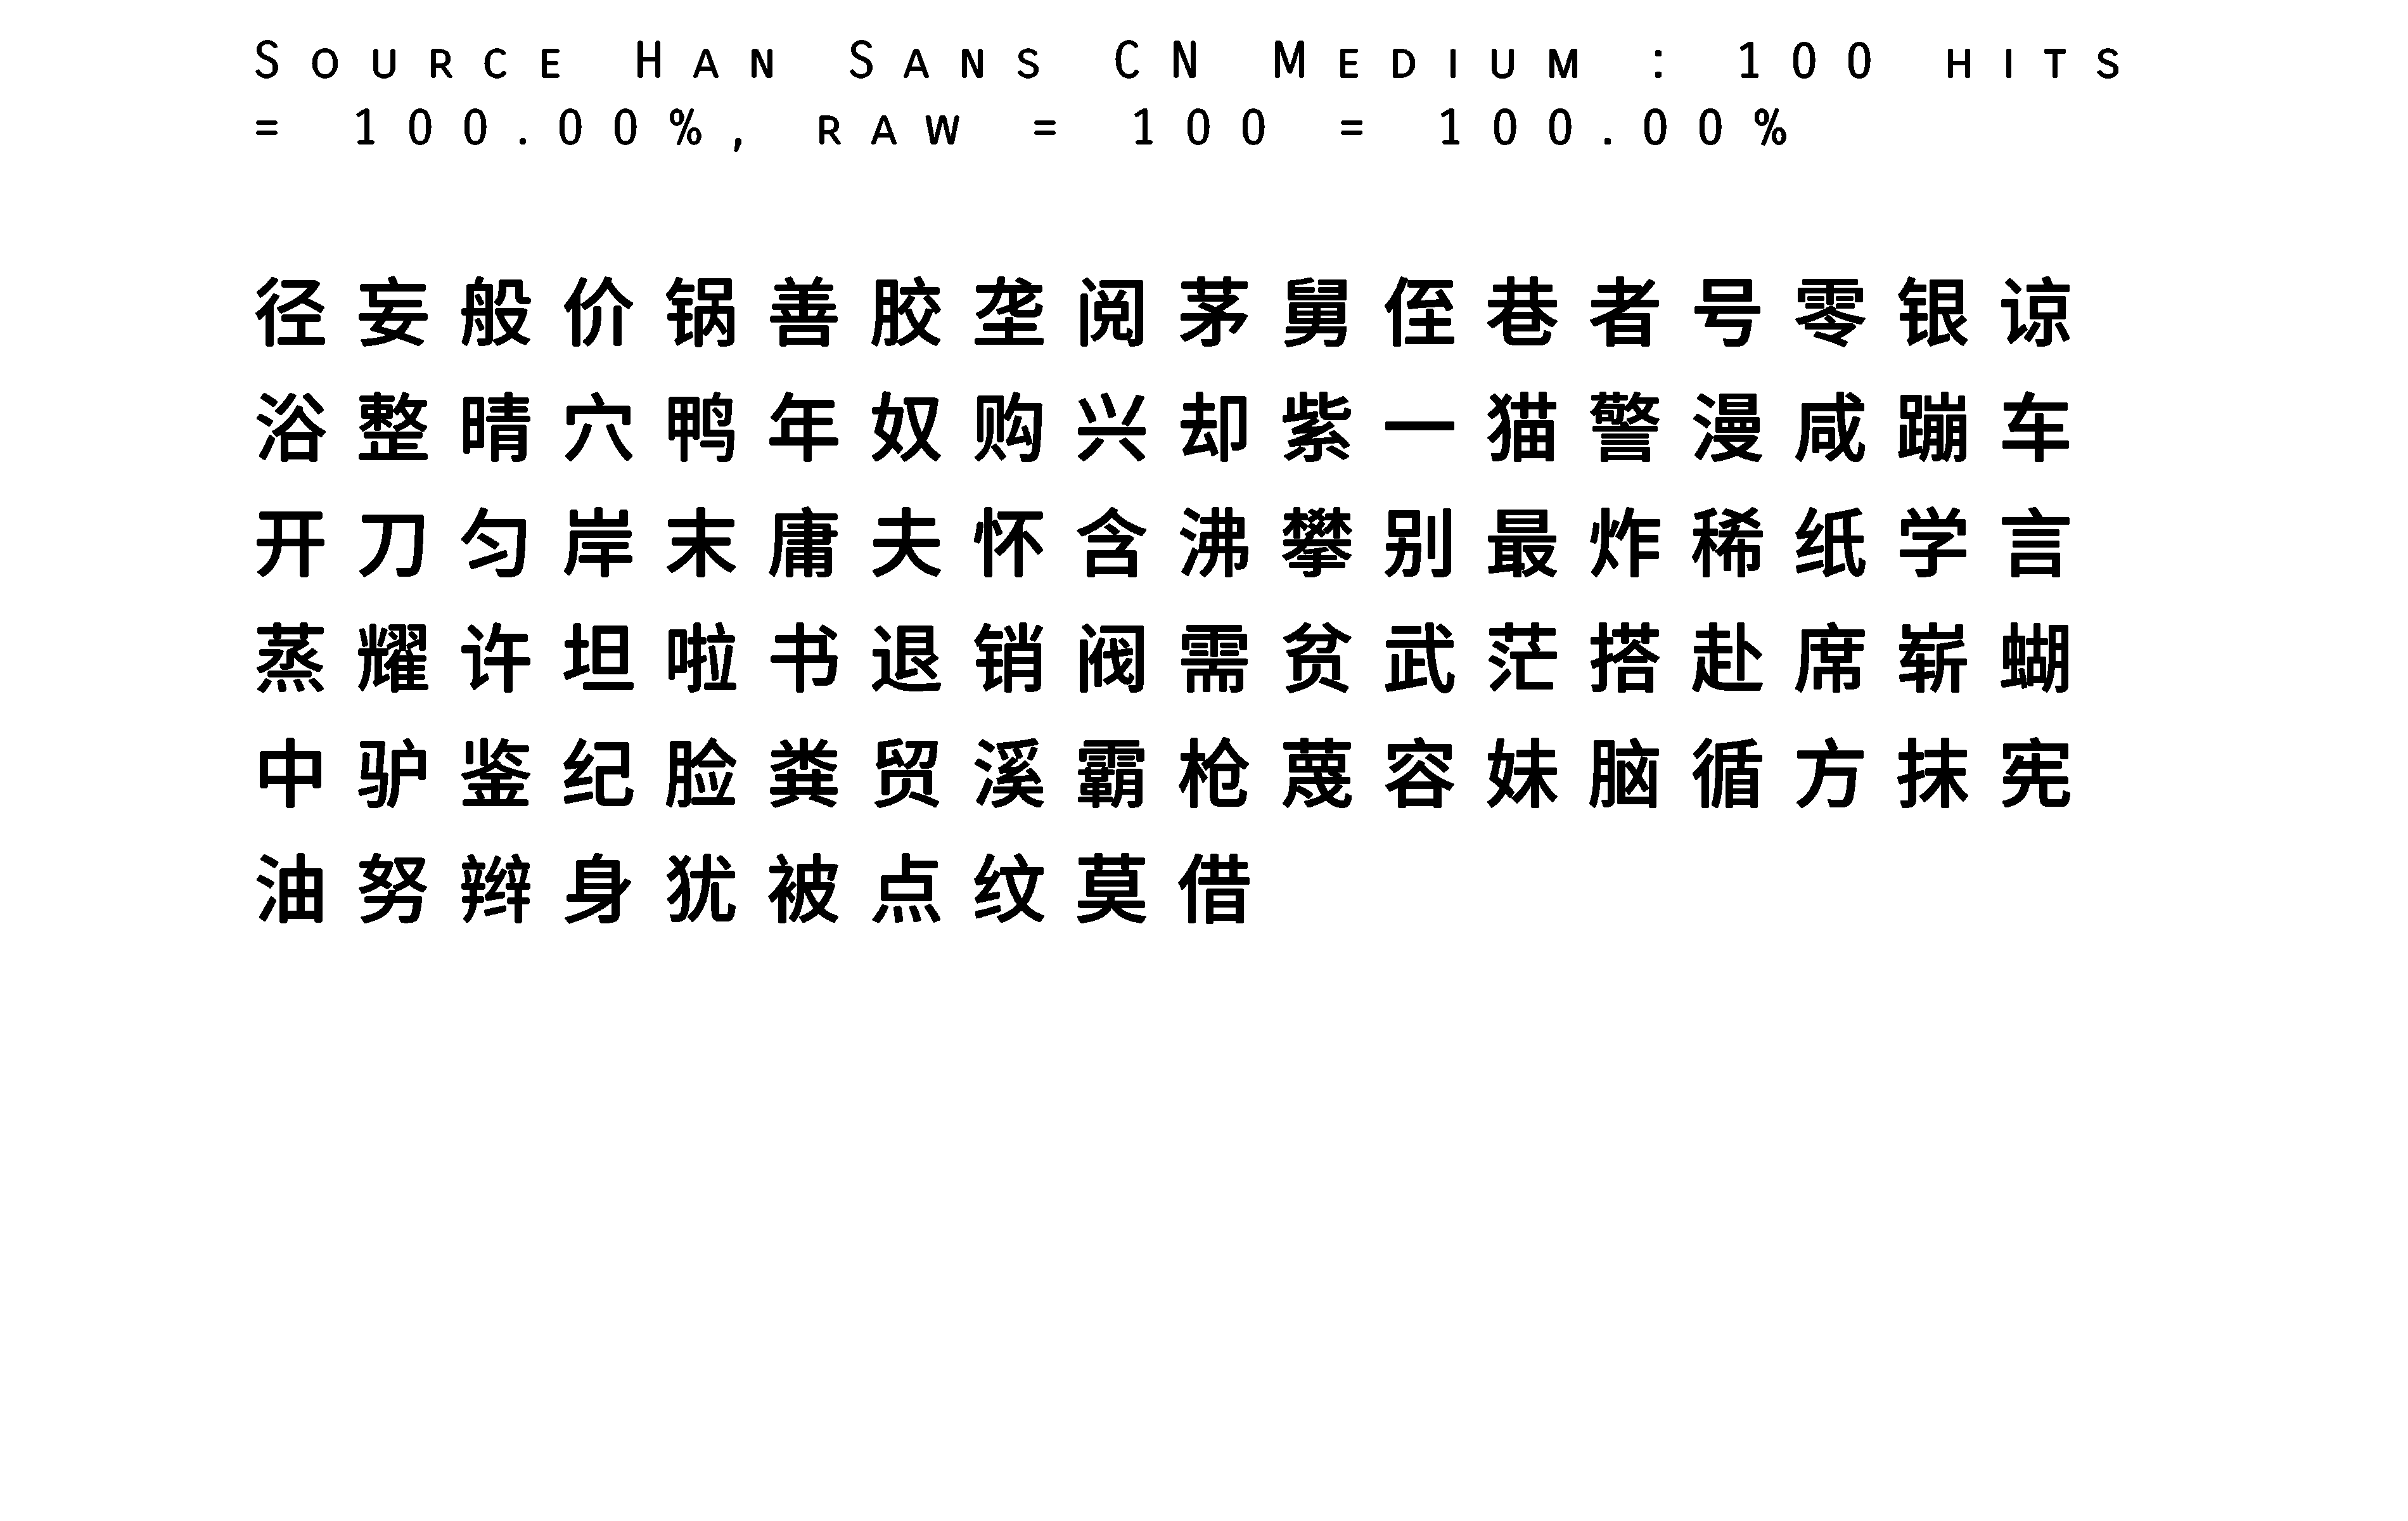 Source Han Sans CN Medium : 100 hits
= 100.00%, raw = 100 = 100.00%
径妄般价锅善胶垄阅茅舅侄巷者号零银谅
浴整晴穴鸭年奴购兴却紫一猫警漫咸蹦车
开刀匀岸末庸夫怀含沸攀别最炸稀纸学言
蒸耀许坦啦书退销阀需贫武茫搭赴席崭蝴
中驴鉴纪脸粪贸溪霸枪蔑容妹脑循方抹宪
油努辫身犹被点纹莫借